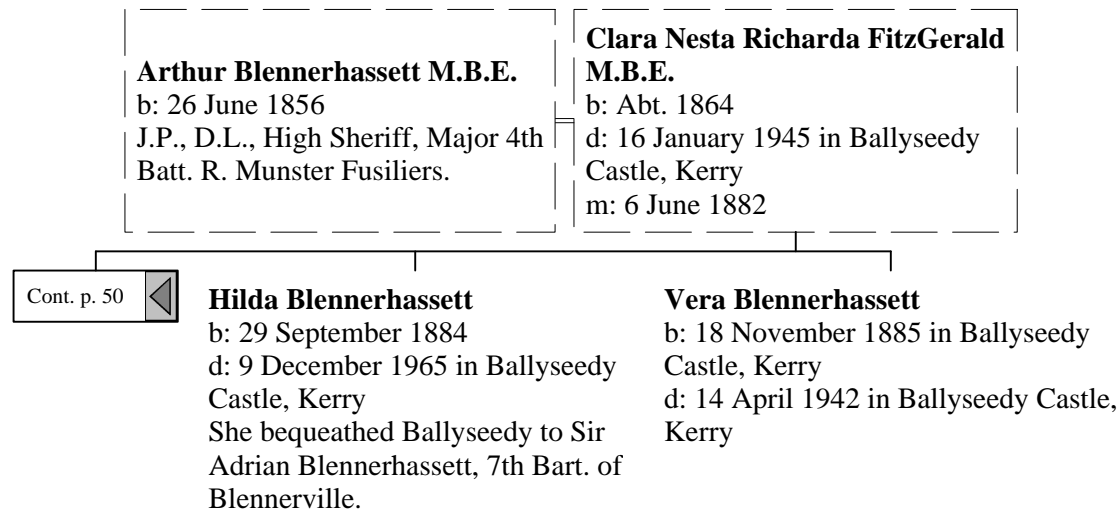 Arthur Blennerhassett M.B.E.
b: 26 June 1856
J.P., D.L., High Sheriff, Major 4th
Batt. R. Munster Fusiliers.
Clara Nesta Richarda FitzGerald
M.B.E.
b: Abt. 1864
d: 16 January 1945 in Ballyseedy
Castle, Kerry
m: 6 June 1882
Cont. p. 50
Hilda Blennerhassett
b: 29 September 1884
d: 9 December 1965 in Ballyseedy
Castle, Kerry
She bequeathed Ballyseedy to Sir
Adrian Blennerhassett, 7th Bart. of
Blennerville.
Vera Blennerhassett
b: 18 November 1885 in Ballyseedy
Castle, Kerry
d: 14 April 1942 in Ballyseedy Castle,
Kerry